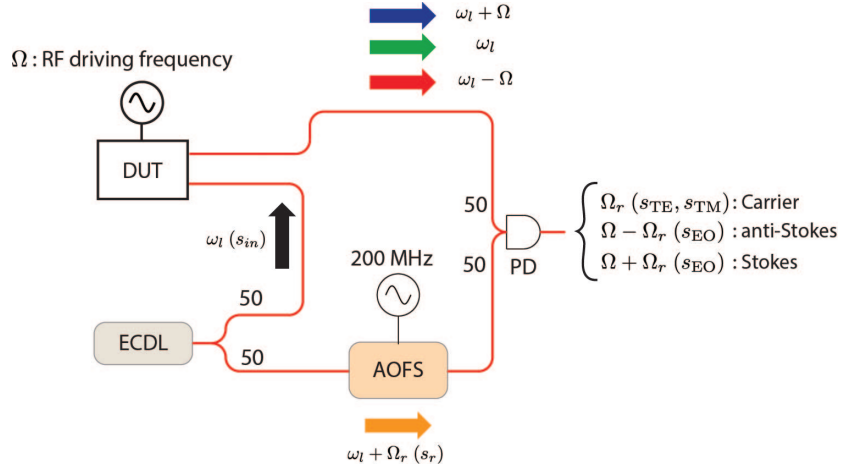 ω_l + Ω
ω_l
ω_l − Ω
Ω : RF driving frequency
DUT
ω_l (s_in)
50
50
ECDL
200 MHz
AOFS
ω_l + Ω_r (s_r)
50
50
PD
Ω_r (s_TE, s_TM) : Carrier
Ω − Ω_r (s_EO) : anti-Stokes
Ω + Ω_r (s_EO) : Stokes